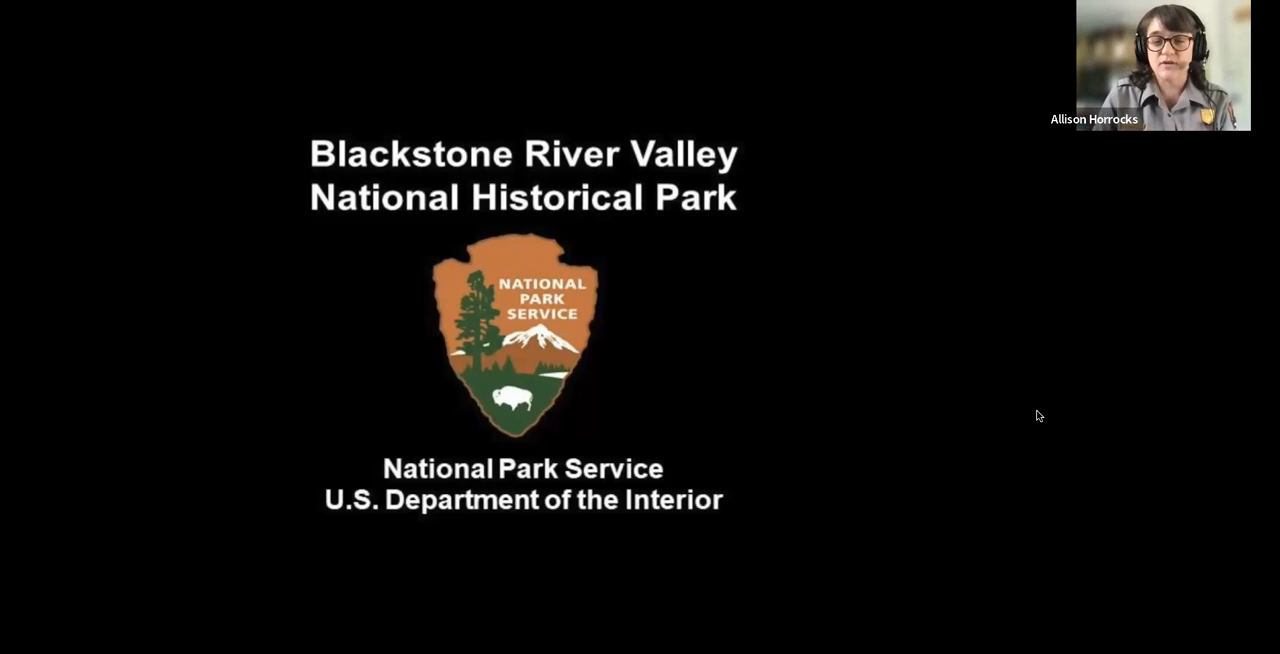 Blackstone River Valley
National Historical Park
NATIONAL
PARK
SERVICE
National Park Service
U.S. Department of the Interior
Allison Horrocks